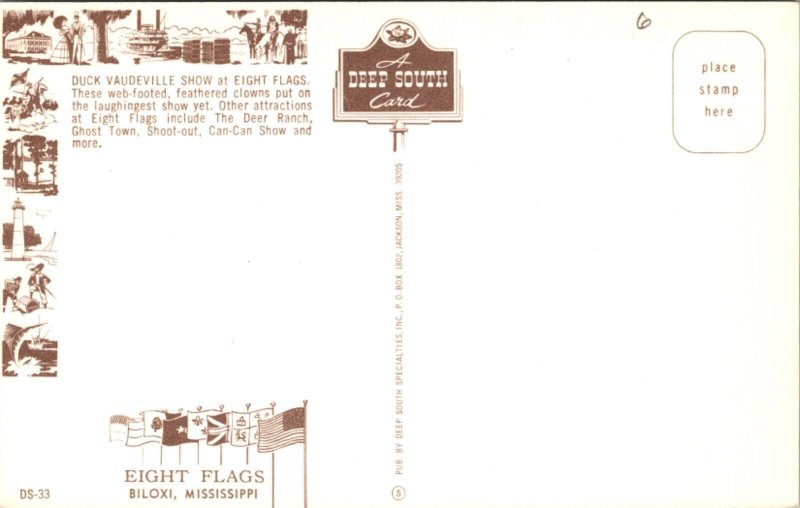 DUCK VAUDEVILLE SHOW at EIGHT FLAGS.
These web-footed, feathered clowns put on
the laughingest show yet. Other attractions
at Eight Flags include The Deer Ranch,
Ghost Town, Shoot-out, Can-Can Show and
more.
A
DEEP SOUTH
Card
6
place
stamp
here
PUB. BY DEEP SOUTH SPECIALTIES, INC., P. O. BOX 1807, JACKSON, MISS. 39205
5
EIGHT FLAGS
BILOXI, MISSISSIPPI
DS-33